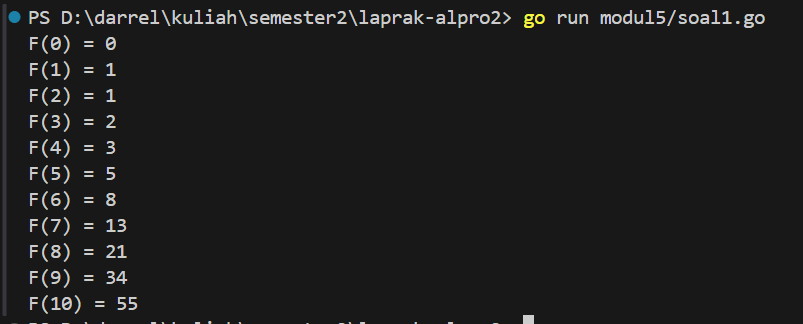 PS D:\darrel\kuliah\semester2\laprak-alpro2> go run modul5/soal1.go
F(0) = 0
F(1) = 1
F(2) = 1
F(3) = 2
F(4) = 3
F(5) = 5
F(6) = 8
F(7) = 13
F(8) = 21
F(9) = 34
F(10) = 55